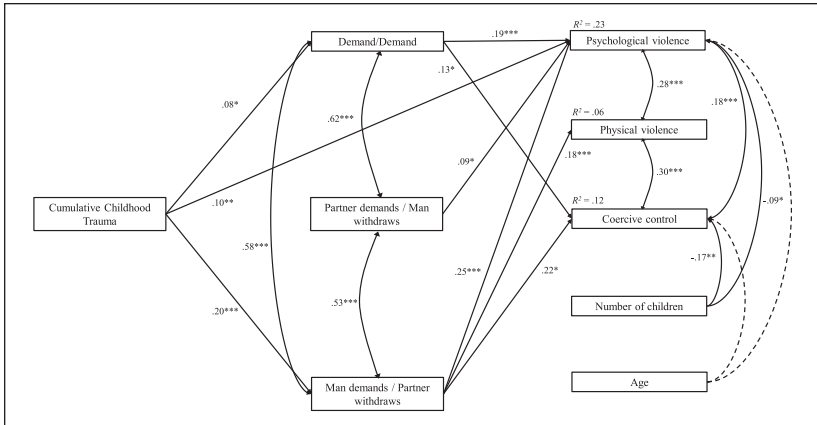 R² = .23
Demand/Demand
.19***
Psychological violence
.13*
.28***
.08*
.18***
.62***
R² = .06
Physical violence
.18***
.09*
.30***
Cumulative Childhood
Trauma
.10**
Partner demands / Man
withdraws
R² = .12
Coercive control
-.09*
.58***
.25***
.22*
-.17**
.53***
Number of children
.20***
Man demands / Partner
withdraws
Age